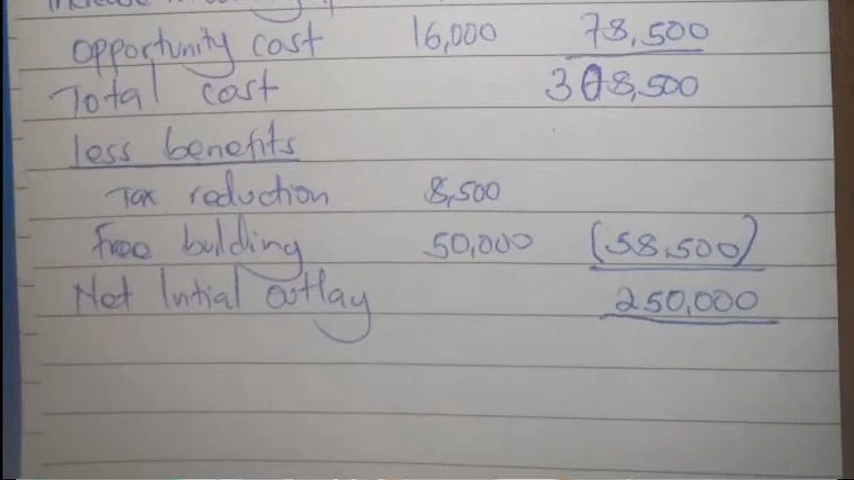 Opportunity cost 16,000 78,500
Total cost 308,500
less benefits
Tax reduction 8,500
free building 50,000 (58,500)
Net Intial outlay 250,000